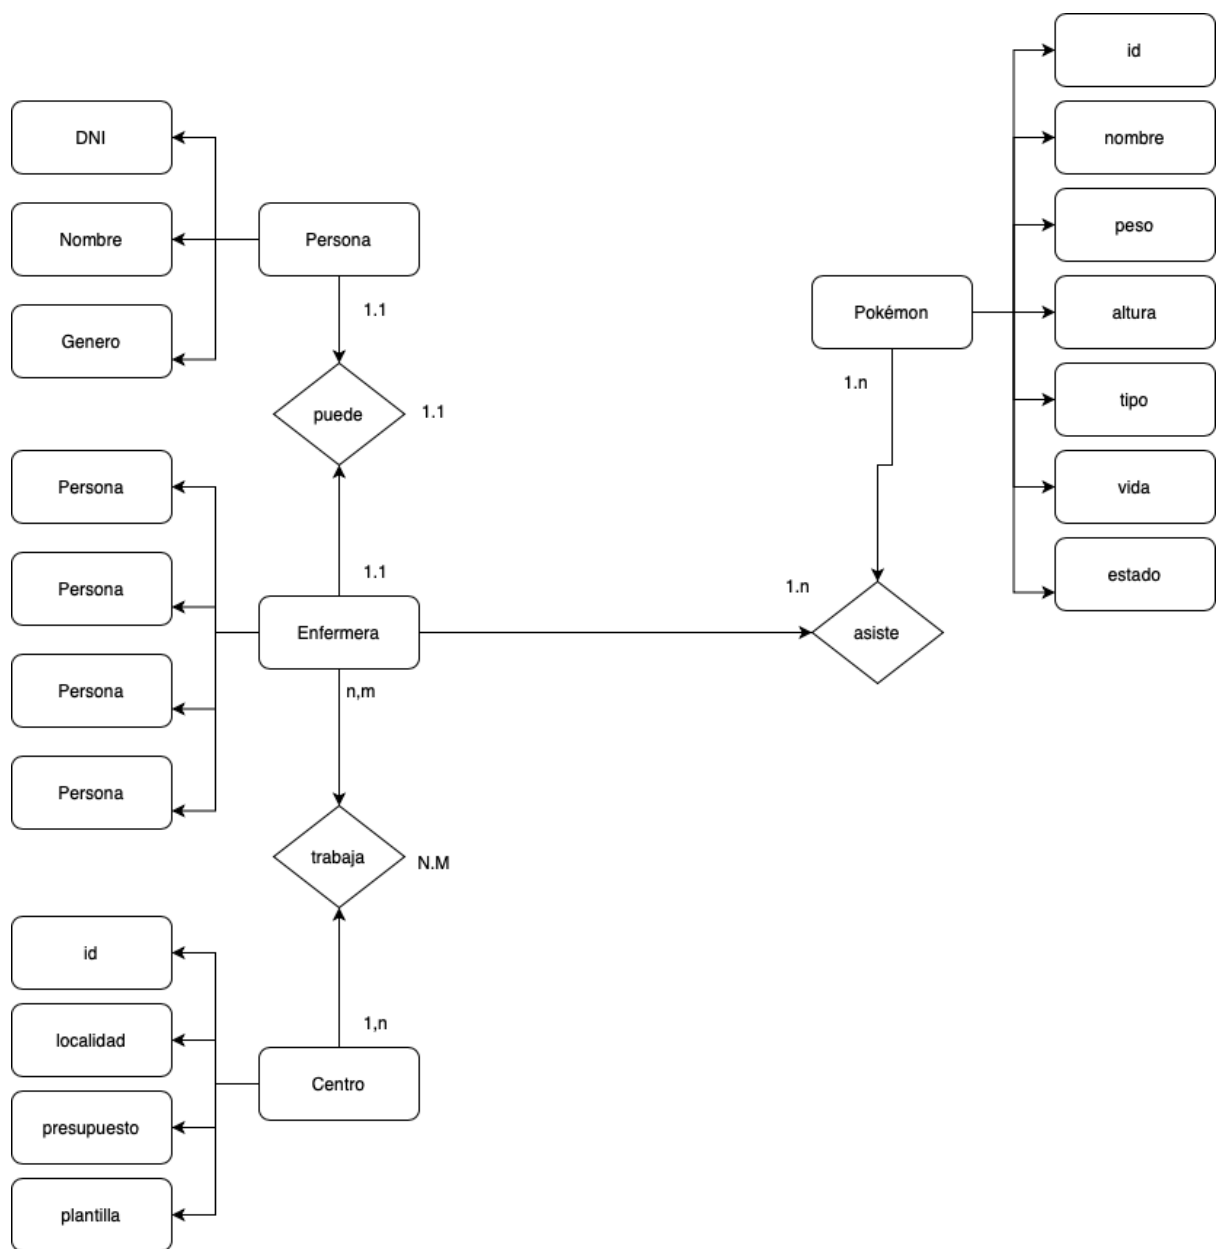 id
DNI
nombre
Nombre
Persona
peso
Genero
1.1
Pokémon
altura
puede
1.1
1.n
tipo
Persona
vida
Persona
1.1
1.n
estado
Enfermera
asiste
Persona
n,m
Persona
trabaja
N.M
id
localidad
1,n
Centro
presupuesto
plantilla